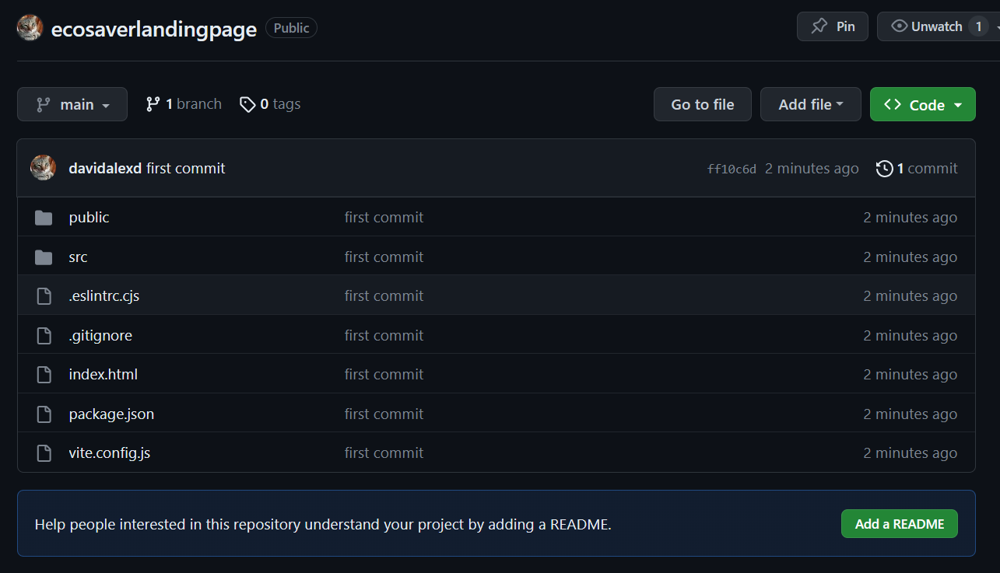 ecosaverlandingpage Public Pin Unwatch 1
main 1 branch 0 tags Go to file Add file Code
davidalexd first commit ff10c6d 2 minutes ago 1 commit
public first commit 2 minutes ago
src first commit 2 minutes ago
.eslintrc.cjs first commit 2 minutes ago
.gitignore first commit 2 minutes ago
index.html first commit 2 minutes ago
package.json first commit 2 minutes ago
vite.config.js first commit 2 minutes ago
Help people interested in this repository understand your project by adding a README. Add a README